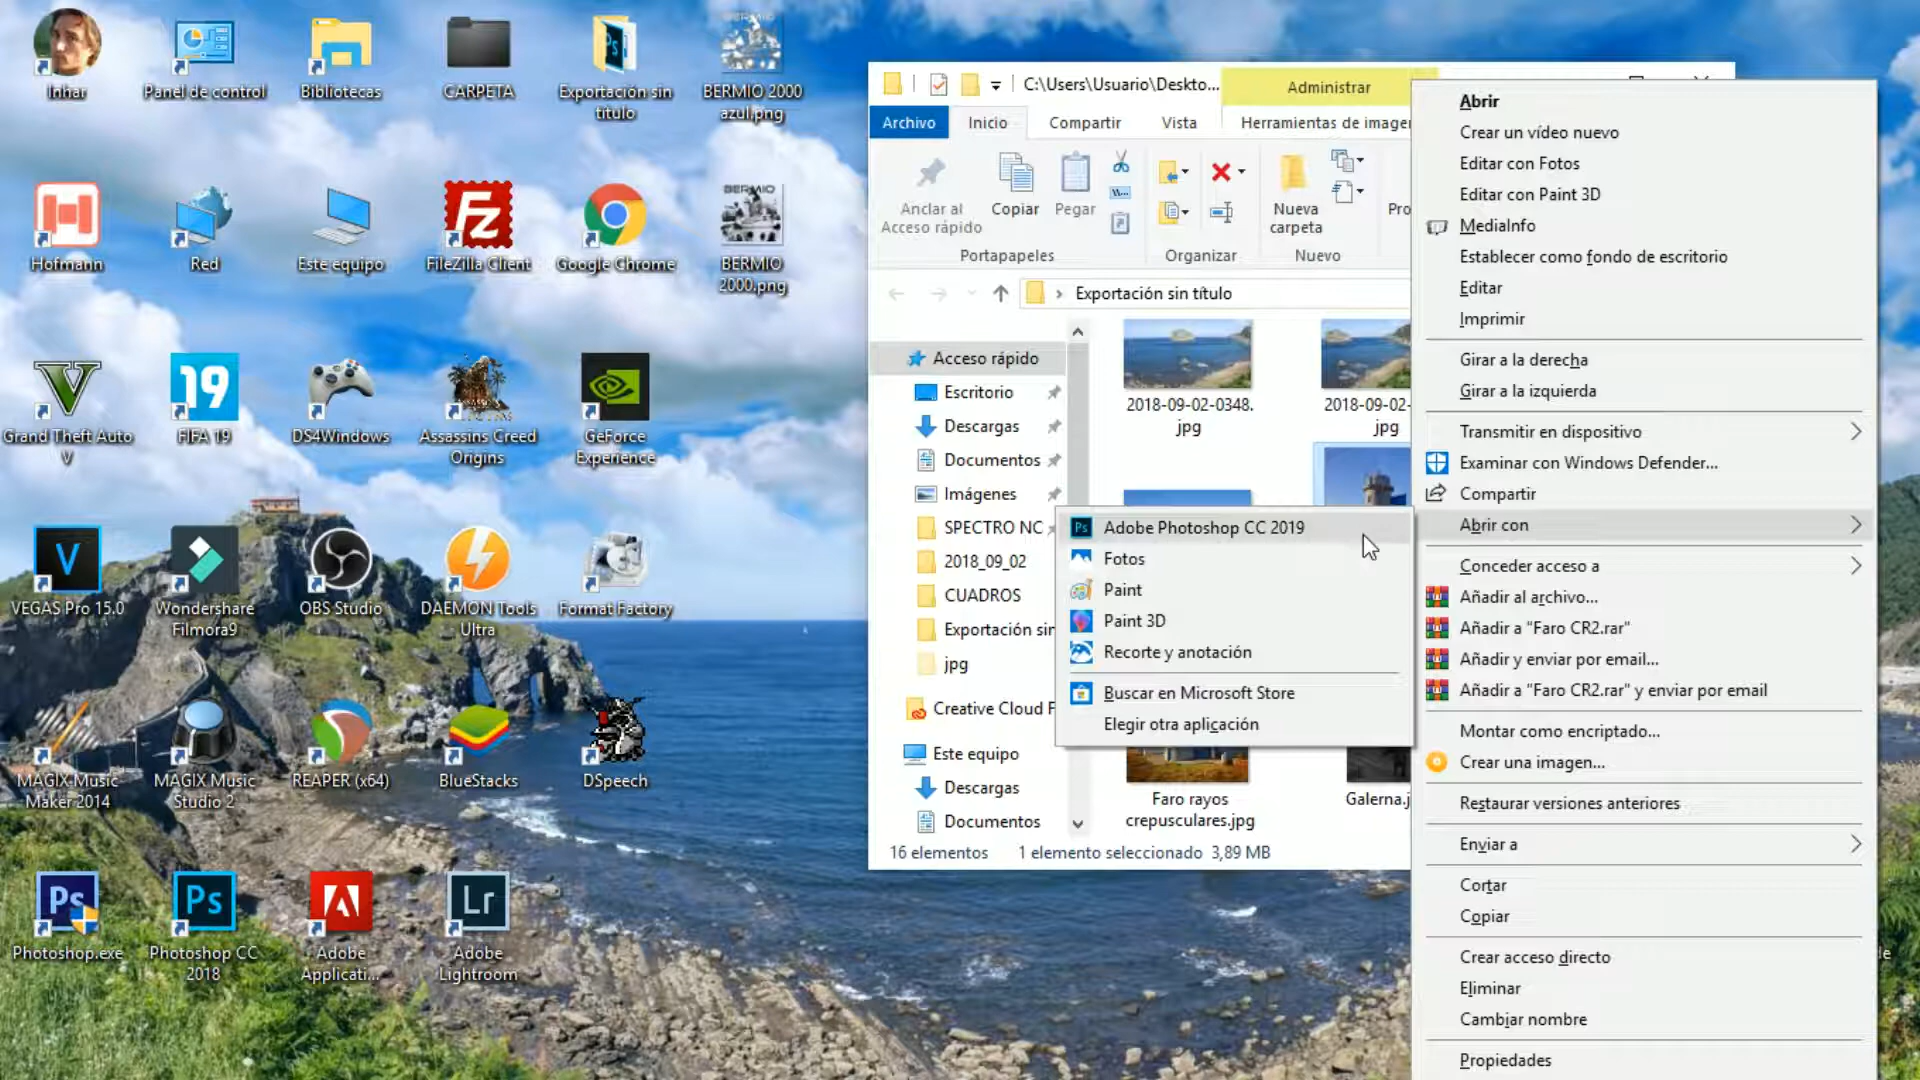 Inhar
Panel de control
Bibliotecas
CARPETA
Exportación sin
título
BERMIO 2000
azul.png
Hofmann
Red
Este equipo
FileZilla Client
Google Chrome
BERMIO
BERMIO
2000.png
Grand Theft Auto
V
19
FIFA 19
DS4Windows
Assassins Creed
Origins
GeForce
Experience
VEGAS Pro 15.0
Wondershare
Filmora9
OBS Studio
DAEMON Tools
Ultra
Format Factory
MAGIX Music
Maker 2014
MAGIX Music
Studio 2
REAPER (x64)
BlueStacks
DSpeech
Ps
Photoshop.exe
Ps
Photoshop CC
2018
Adobe
Applicati...
Lr
Adobe
Lightroom
C:\Users\Usuario\Deskto...
Administrar
Archivo
Inicio
Compartir
Vista
Herramientas de imagen
Anclar al
Acceso rápido
Copiar
Pegar
Nueva
carpeta
Pro
Portapapeles
Organizar
Nuevo
Exportación sin título
Acceso rápido
Escritorio
Descargas
Documentos
Imágenes
SPECTRO NC
2018_09_02
CUADROS
Exportación sin
jpg
Creative Cloud F
Este equipo
Descargas
Documentos
2018-09-02-0348.
jpg
2018-09-02-
jpg
Faro rayos
crepusculares.jpg
Galerna.j
16 elementos
1 elemento seleccionado 3,89 MB
Adobe Photoshop CC 2019
Fotos
Paint
Paint 3D
Recorte y anotación
Buscar en Microsoft Store
Elegir otra aplicación
Abrir
Crear un vídeo nuevo
Editar con Fotos
Editar con Paint 3D
MediaInfo
Establecer como fondo de escritorio
Editar
Imprimir
Girar a la derecha
Girar a la izquierda
Transmitir en dispositivo
Examinar con Windows Defender...
Compartir
Abrir con
Conceder acceso a
Añadir al archivo...
Añadir a "Faro CR2.rar"
Añadir y enviar por email...
Añadir a "Faro CR2.rar" y enviar por email
Montar como encriptado...
Crear una imagen...
Restaurar versiones anteriores
Enviar a
Cortar
Copiar
Crear acceso directo
Eliminar
Cambiar nombre
Propiedades